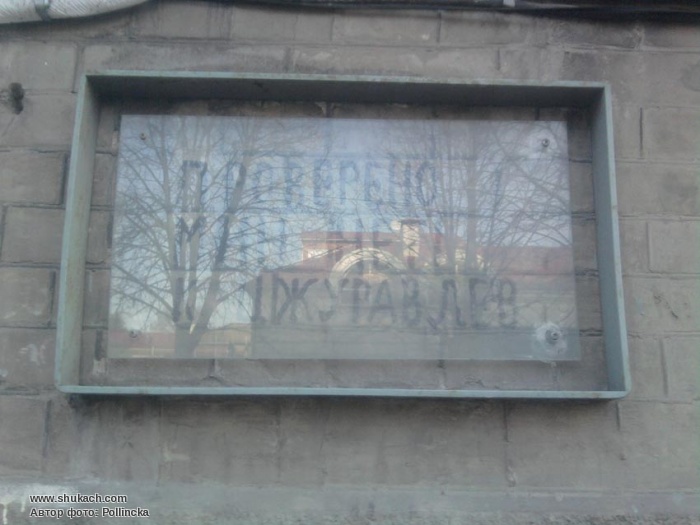 ПРОВЕРЕНО
МИН НЕТ
ЖУРАВЛЕВ
www.shukach.com
Автор фото: Pollincka